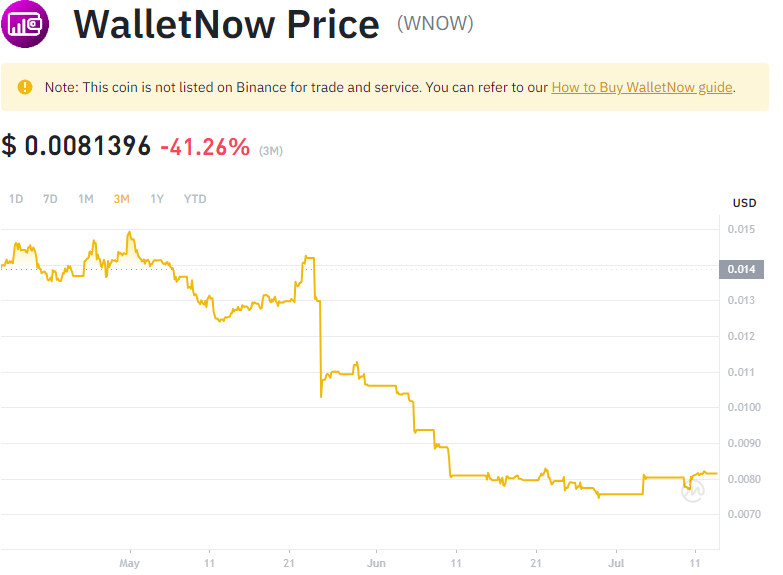 WalletNow Price (WNOW)
Note: This coin is not listed on Binance for trade and service. You can refer to our How to Buy WalletNow guide.
$ 0.0081396 -41.26% (3M)
1D 7D 1M 3M 1Y YTD
USD
0.015
0.014
0.013
0.012
0.011
0.0100
0.0090
0.0080
0.0070
May 11 21 Jun 11 21 Jul 11